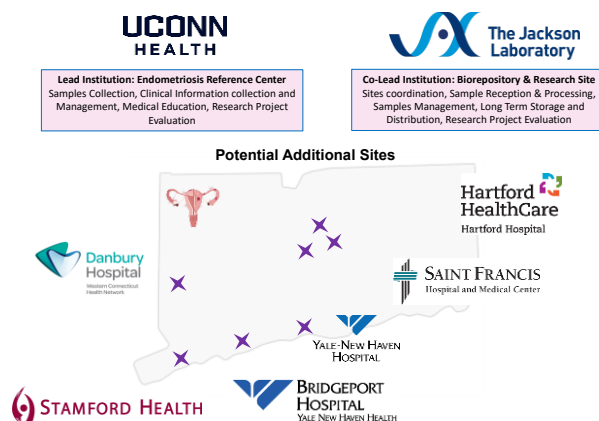 UCONN
HEALTH
The Jackson
Laboratory
Lead Institution: Endometriosis Reference Center
Samples Collection, Clinical Information collection and
Management, Medical Education, Research Project
Evaluation
Co-Lead Institution: Biorepository & Research Site
Sites coordination, Sample Reception & Processing,
Samples Management, Long Term Storage and
Distribution, Research Project Evaluation
Potential Additional Sites
Hartford
HealthCare
Hartford Hospital
Danbury
Hospital
Western Connecticut
Health Network
SAINT FRANCIS
Hospital and Medical Center
YALE-NEW HAVEN
HOSPITAL
BRIDGEPORT
HOSPITAL
YALE NEW HAVEN HEALTH
STAMFORD HEALTH